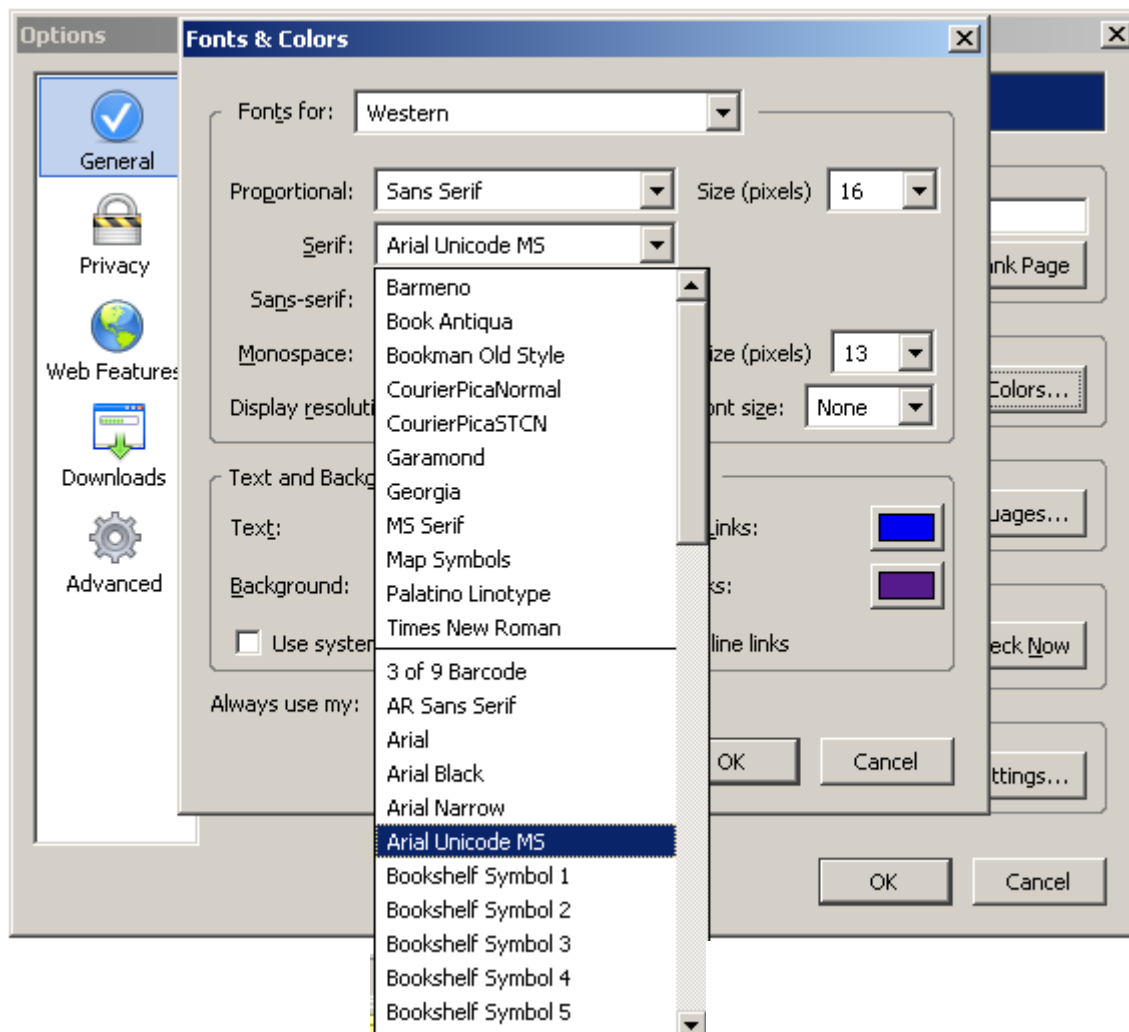 Options
Fonts & Colors
General
Privacy
Web Features
Downloads
Advanced
Fonts for: Western
Proportional: Sans Serif Size (pixels) 16
Serif: Arial Unicode MS
Sans-serif:
Monospace: ize (pixels) 13
Display resoluti ont size: None
Barmeno
Book Antiqua
Bookman Old Style
CourierPicaNormal
CourierPicaSTCN
Garamond
Georgia
MS Serif
Map Symbols
Palatino Linotype
Times New Roman
3 of 9 Barcode
AR Sans Serif
Arial
Arial Black
Arial Narrow
Arial Unicode MS
Bookshelf Symbol 1
Bookshelf Symbol 2
Bookshelf Symbol 3
Bookshelf Symbol 4
Bookshelf Symbol 5
Text and Backg
Text: Links:
Background: ks:
Use syster line links
Always use my:
OK Cancel
nk Page
Colors...
uages...
eck Now
ttings...
OK Cancel